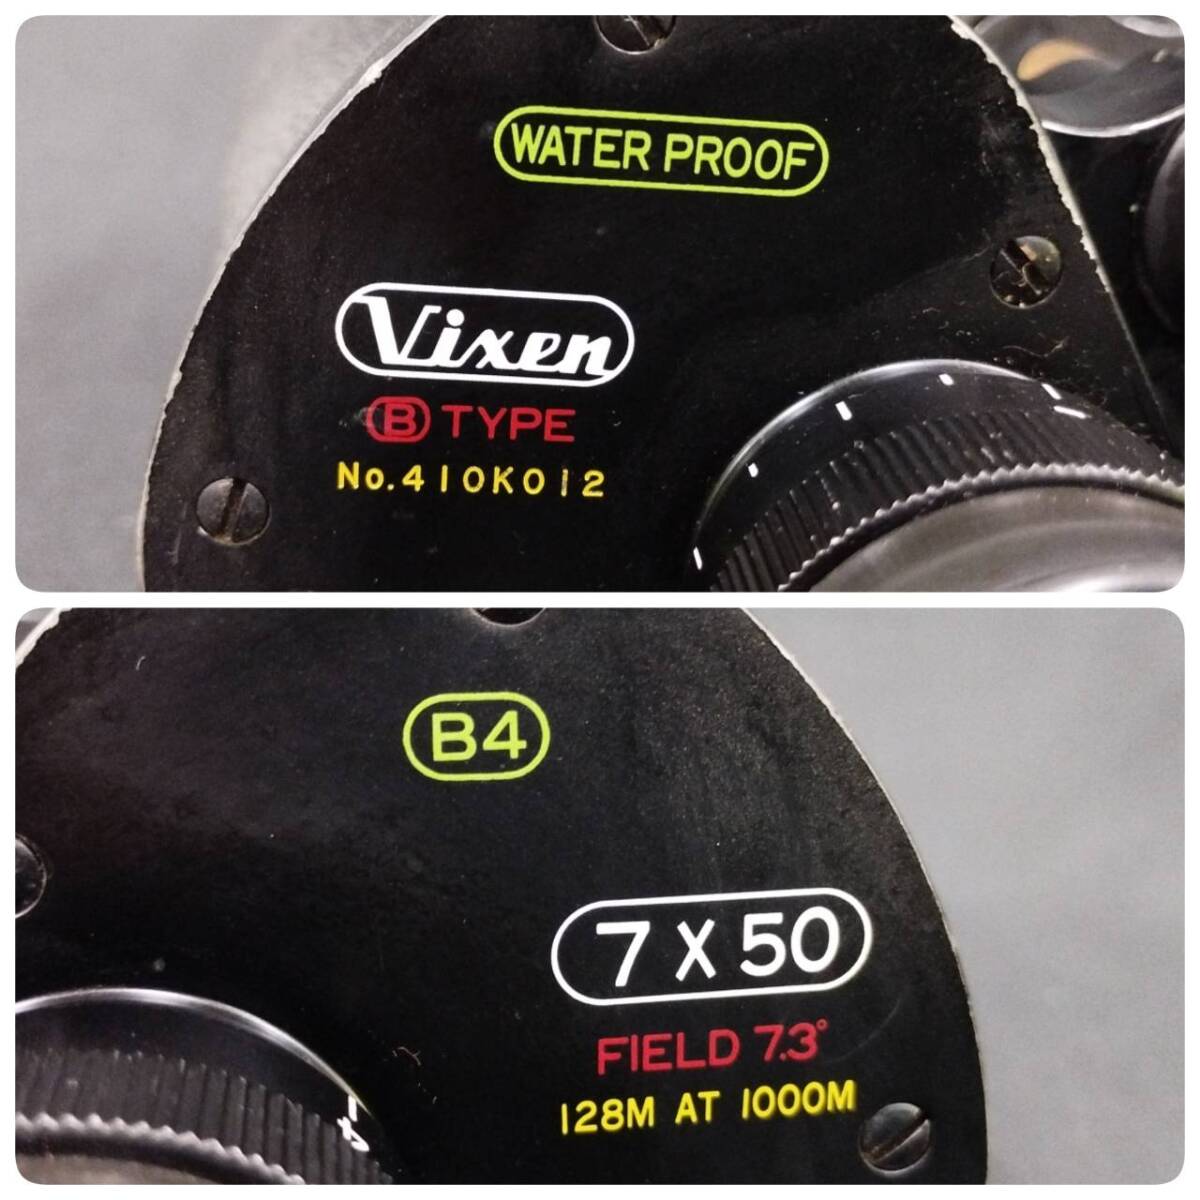 WATER PROOF
Vixen
B TYPE
No.410K012
B4
7 X 50
FIELD 7.3°
128M AT 1000M